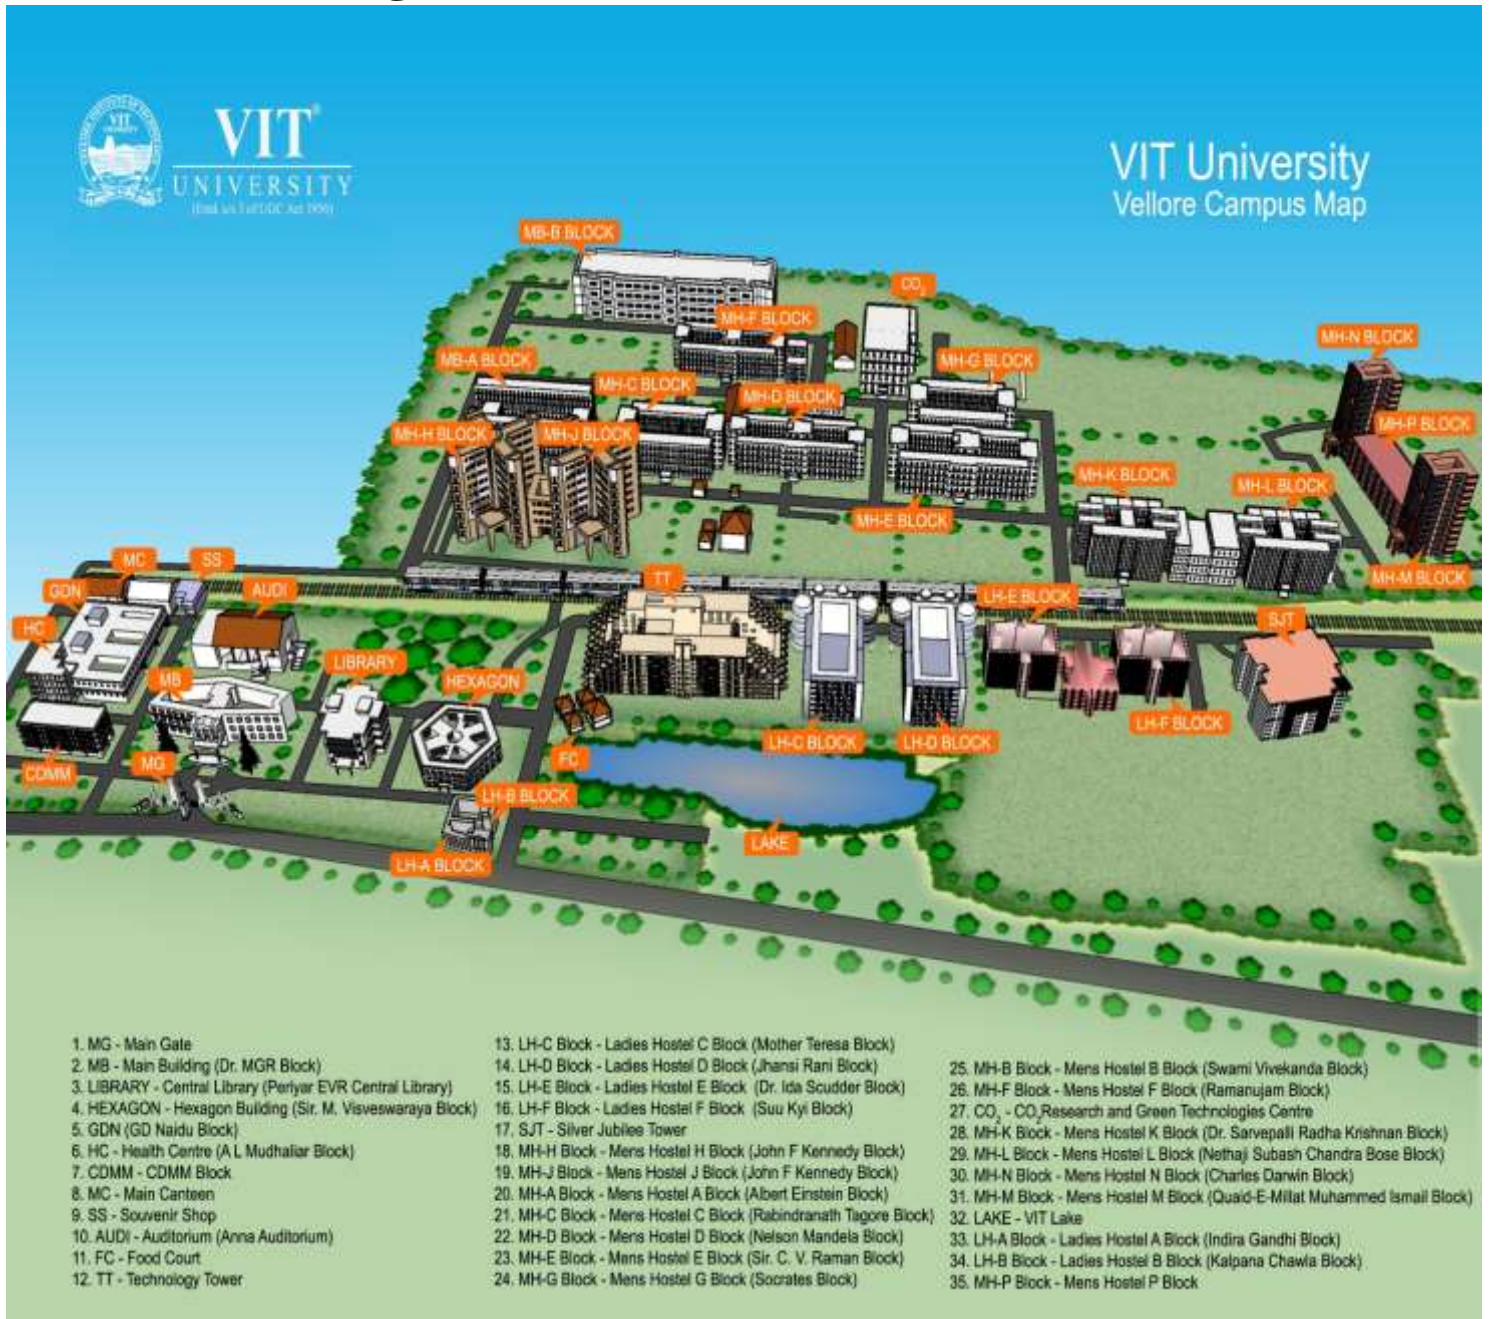 VIT®
UNIVERSITY
(Estd. u/s 3 of UGC Act 1956)
VIT University
Vellore Campus Map
MB-B BLOCK
CO2
MH-F BLOCK
MH-N BLOCK
MB-A BLOCK
MH-G BLOCK
MH-C BLOCK
MH-D BLOCK
MH-P BLOCK
MH-H BLOCK
MH-J BLOCK
MH-K BLOCK
MH-L BLOCK
MH-E BLOCK
MC
SS
TT
MH-M BLOCK
GDN
AUDI
LH-E BLOCK
HC
SJT
LIBRARY
MB
HEXAGON
LH-F BLOCK
LH-C BLOCK
LH-D BLOCK
CDMM
MG
FC
LH-B BLOCK
LAKE
LH-A BLOCK
1. MG - Main Gate
2. MB - Main Building (Dr. MGR Block)
3. LIBRARY - Central Library (Periyar EVR Central Library)
4. HEXAGON - Hexagon Building (Sir. M. Visveswaraya Block)
5. GDN (GD Naidu Block)
6. HC - Health Centre (A L Mudhaliar Block)
7. CDMM - CDMM Block
8. MC - Main Canteen
9. SS - Souvenir Shop
10. AUDI - Auditorium (Anna Auditorium)
11. FC - Food Court
12. TT - Technology Tower
13. LH-C Block - Ladies Hostel C Block (Mother Teresa Block)
14. LH-D Block - Ladies Hostel D Block (Jhansi Rani Block)
15. LH-E Block - Ladies Hostel E Block (Dr. Ida Scudder Block)
16. LH-F Block - Ladies Hostel F Block (Suu Kyi Block)
17. SJT - Silver Jubilee Tower
18. MH-H Block - Mens Hostel H Block (John F Kennedy Block)
19. MH-J Block - Mens Hostel J Block (John F Kennedy Block)
20. MH-A Block - Mens Hostel A Block (Albert Einstein Block)
21. MH-C Block - Mens Hostel C Block (Rabindranath Tagore Block)
22. MH-D Block - Mens Hostel D Block (Nelson Mandela Block)
23. MH-E Block - Mens Hostel E Block (Sir. C. V. Raman Block)
24. MH-G Block - Mens Hostel G Block (Socrates Block)
25. MH-B Block - Mens Hostel B Block (Swami Vivekanda Block)
26. MH-F Block - Mens Hostel F Block (Ramanujam Block)
27. CO2 - CO2Research and Green Technologies Centre
28. MH-K Block - Mens Hostel K Block (Dr. Sarvepalli Radha Krishnan Block)
29. MH-L Block - Mens Hostel L Block (Nethaji Subash Chandra Bose Block)
30. MH-N Block - Mens Hostel N Block (Charles Darwin Block)
31. MH-M Block - Mens Hostel M Block (Quaid-E-Millat Muhammed Ismail Block)
32. LAKE - VIT Lake
33. LH-A Block - Ladies Hostel A Block (Indira Gandhi Block)
34. LH-B Block - Ladies Hostel B Block (Kalpana Chawla Block)
35. MH-P Block - Mens Hostel P Block